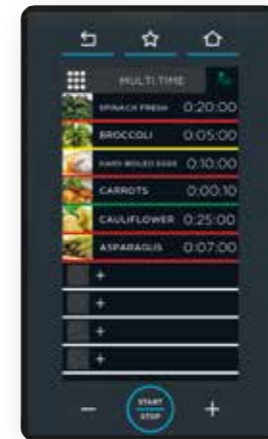 MULTI TIME
SPINACH FRESH 0:20:00
BROCCOLI 0:05:00
HARD BOILED EGGS 0:10:00
CARROTS 0:00:10
CAULIFLOWER 0:25:00
ASPARAGUS 0:07:00
+
+
+
+
− START STOP +